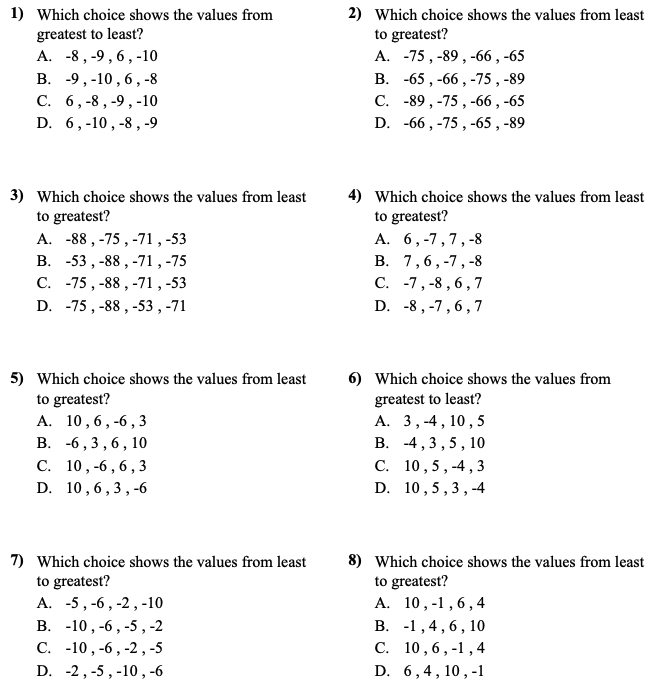 1) Which choice shows the values from
greatest to least?
A. -8 , -9 , 6 , -10
B. -9 , -10 , 6 , -8
C. 6 , -8 , -9 , -10
D. 6 , -10 , -8 , -9
2) Which choice shows the values from least
to greatest?
A. -75 , -89 , -66 , -65
B. -65 , -66 , -75 , -89
C. -89 , -75 , -66 , -65
D. -66 , -75 , -65 , -89
3) Which choice shows the values from least
to greatest?
A. -88 , -75 , -71 , -53
B. -53 , -88 , -71 , -75
C. -75 , -88 , -71 , -53
D. -75 , -88 , -53 , -71
4) Which choice shows the values from least
to greatest?
A. 6 , -7 , 7 , -8
B. 7 , 6 , -7 , -8
C. -7 , -8 , 6 , 7
D. -8 , -7 , 6 , 7
5) Which choice shows the values from least
to greatest?
A. 10 , 6 , -6 , 3
B. -6 , 3 , 6 , 10
C. 10 , -6 , 6 , 3
D. 10 , 6 , 3 , -6
6) Which choice shows the values from
greatest to least?
A. 3 , -4 , 10 , 5
B. -4 , 3 , 5 , 10
C. 10 , 5 , -4 , 3
D. 10 , 5 , 3 , -4
7) Which choice shows the values from least
to greatest?
A. -5 , -6 , -2 , -10
B. -10 , -6 , -5 , -2
C. -10 , -6 , -2 , -5
D. -2 , -5 , -10 , -6
8) Which choice shows the values from least
to greatest?
A. 10 , -1 , 6 , 4
B. -1 , 4 , 6 , 10
C. 10 , 6 , -1 , 4
D. 6 , 4 , 10 , -1